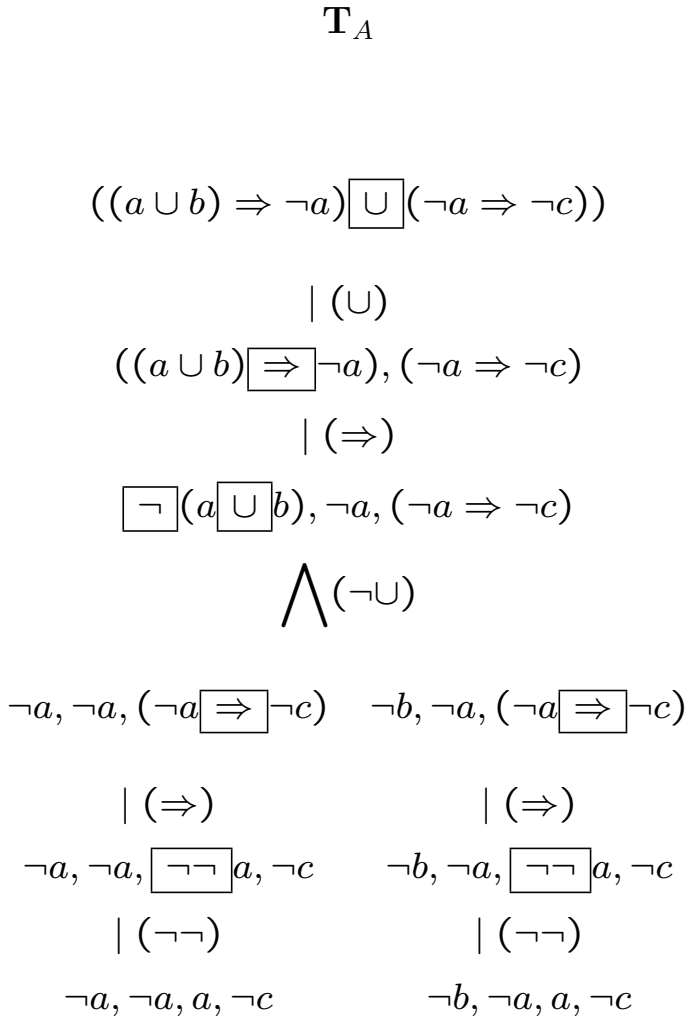 T_A
((a ∪ b) ⇒ ¬a) ∪ (¬a ⇒ ¬c))
| (∪)
((a ∪ b) ⇒ ¬a), (¬a ⇒ ¬c)
| (⇒)
¬ (a ∪ b), ¬a, (¬a ⇒ ¬c)
⋀ (¬∪)
¬a, ¬a, (¬a ⇒ ¬c) ¬b, ¬a, (¬a ⇒ ¬c)
| (⇒) | (⇒)
¬a, ¬a, ¬¬ a, ¬c ¬b, ¬a, ¬¬ a, ¬c
| (¬¬) | (¬¬)
¬a, ¬a, a, ¬c ¬b, ¬a, a, ¬c